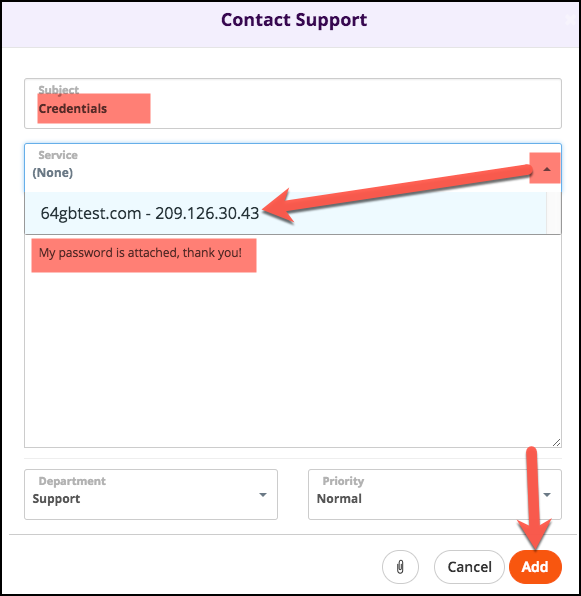 Contact Support
Subject
Credentials
Service
(None)
64gbtest.com - 209.126.30.43
My password is attached, thank you!
Department
Support
Priority
Normal
Cancel
Add